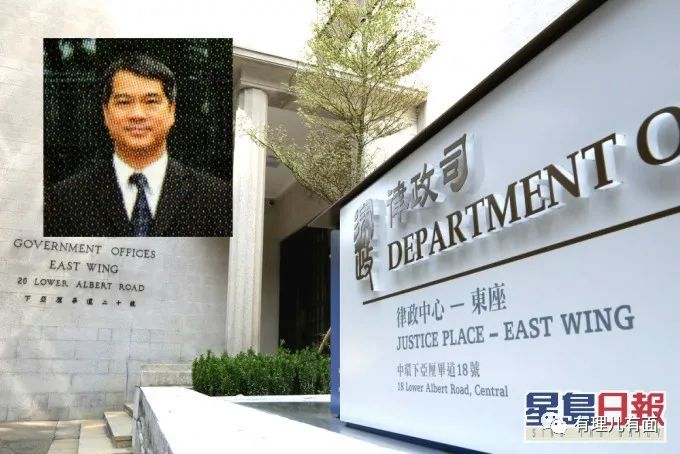 GOVERNMENT OFFICES
EAST WING
20 LOWER ALBERT ROAD
下亞厘畢道二十號
律政司
DEPARTMENT O
律政中心 — 東座
JUSTICE PLACE – EAST WING
中環下亞厘畢道18號
18 Lower Albert Road, Central
星島日報
有理儿有面